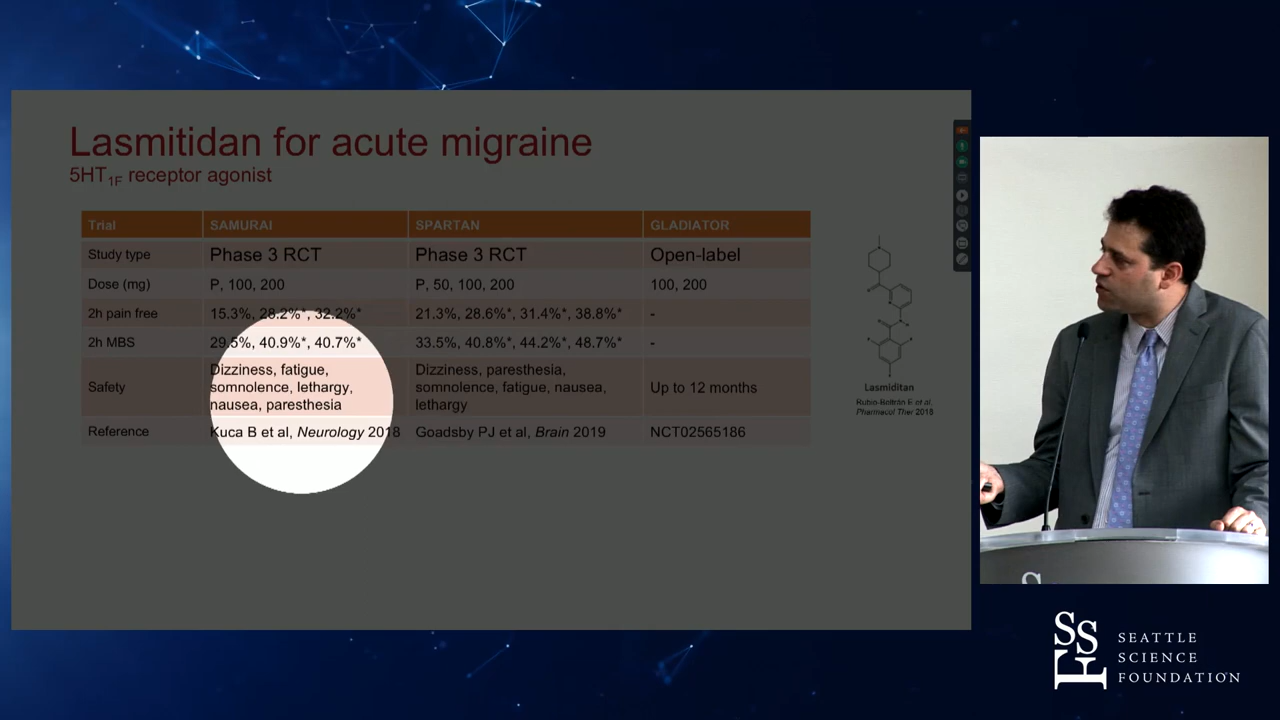 Lasmitidan for acute migraine
5HT1F receptor agonist
Trial SAMURAI SPARTAN GLADIATOR
Study type Phase 3 RCT Phase 3 RCT Open-label
Dose (mg) P, 100, 200 P, 50, 100, 200 100, 200
2h pain free 15.3%, 28.2%*, 32.2%* 21.3%, 28.6%*, 31.4%*, 38.8%* -
2h MBS 29.5%, 40.9%*, 40.7%* 33.5%, 40.8%*, 44.2%*, 48.7%* -
Safety Dizziness, fatigue, somnolence, lethargy, nausea, paresthesia Dizziness, paresthesia, somnolence, fatigue, nausea, lethargy Up to 12 months
Reference Kuca B et al, Neurology 2018 Goadsby PJ et al, Brain 2019 NCT02565186
Lasmiditan
Rubio-Beltrán E et al.
Pharmacol Ther 2018
S
SSF
SEATTLE
SCIENCE
FOUNDATION